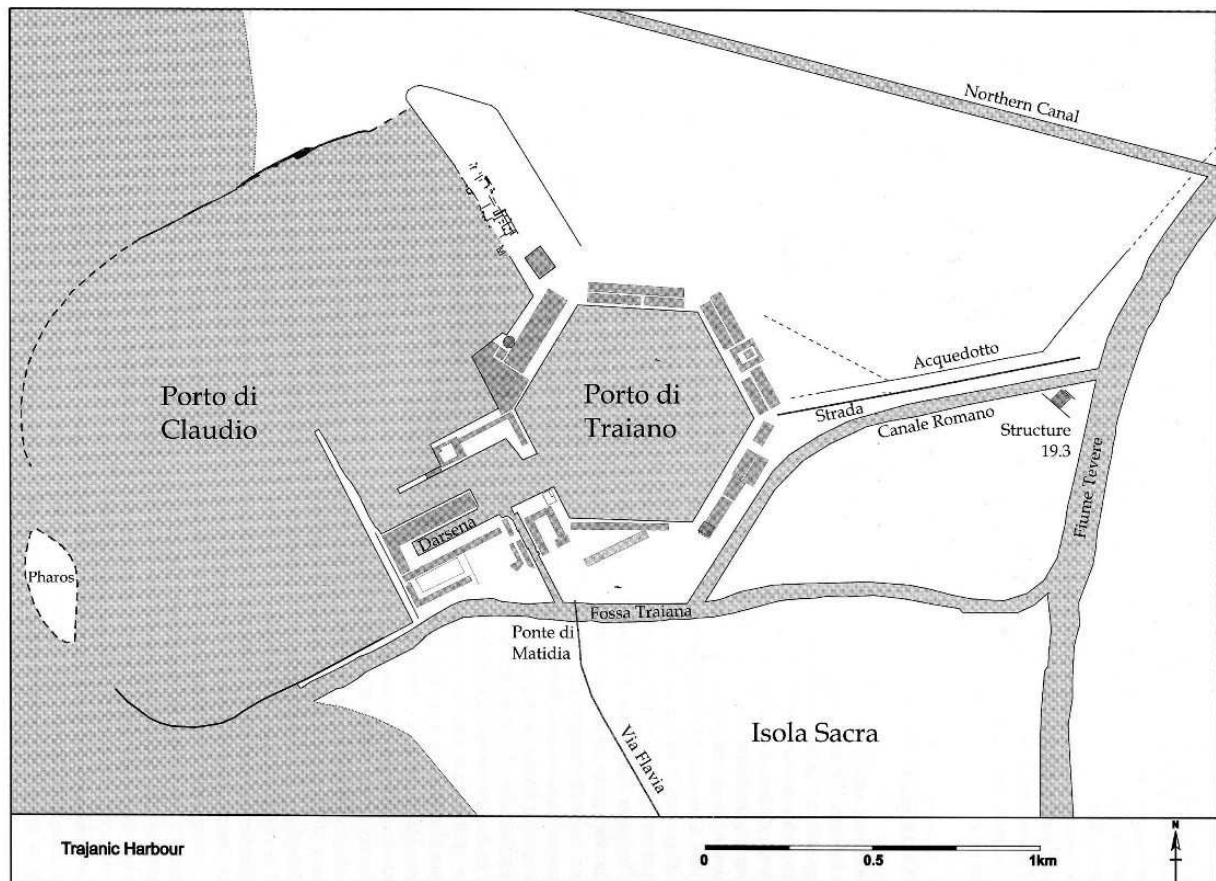 Northern Canal
Porto di
Claudio
Porto di
Traiano
Acquedotto
Strada
Canale Romano
Structure
19.3
Fiume Tevere
Darsena
Pharos
Fossa Traiana
Ponte di
Matidia
Via Flavia
Isola Sacra
Trajanic Harbour
0
0.5
1km
N